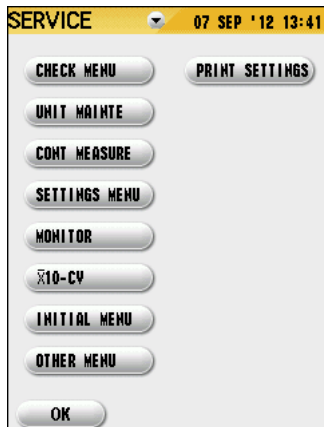 SERVICE 07 SEP '12 13:41
CHECK MENU PRINT SETTINGS
UNIT MAINTE
CONT MEASURE
SETTINGS MENU
MONITOR
X̄10-CV
INITIAL MENU
OTHER MENU
OK